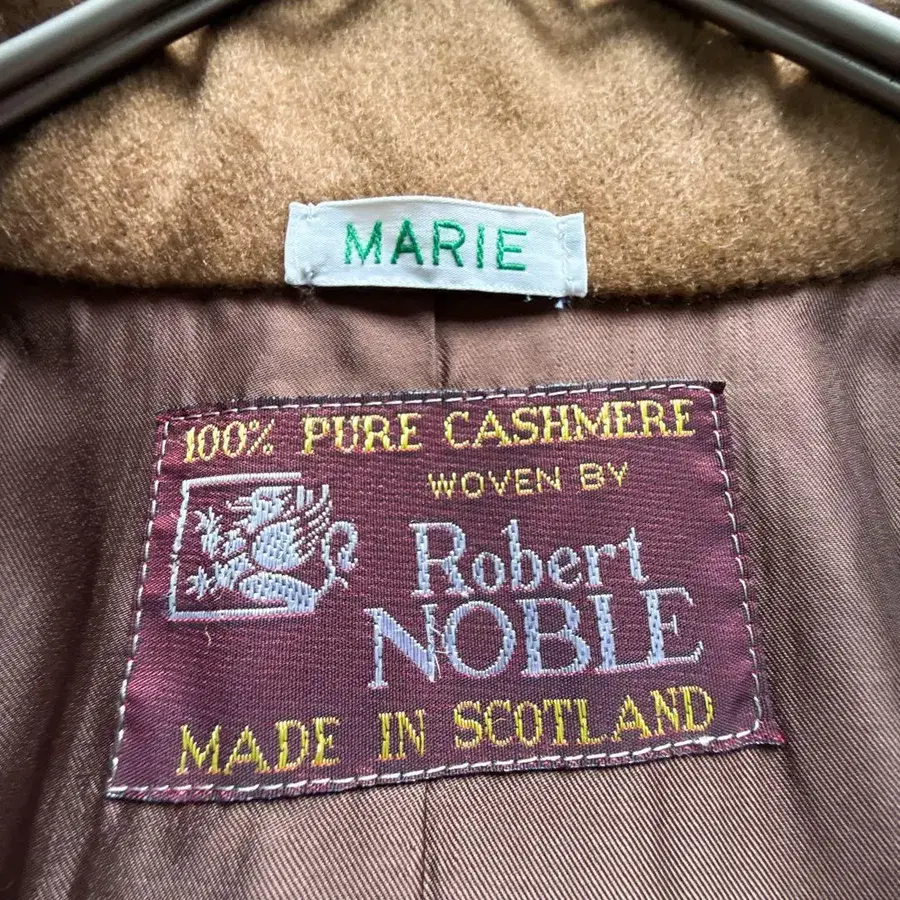 MARIE
100% PURE CASHMERE
WOVEN BY
Robert
NOBLE
MADE IN SCOTLAND